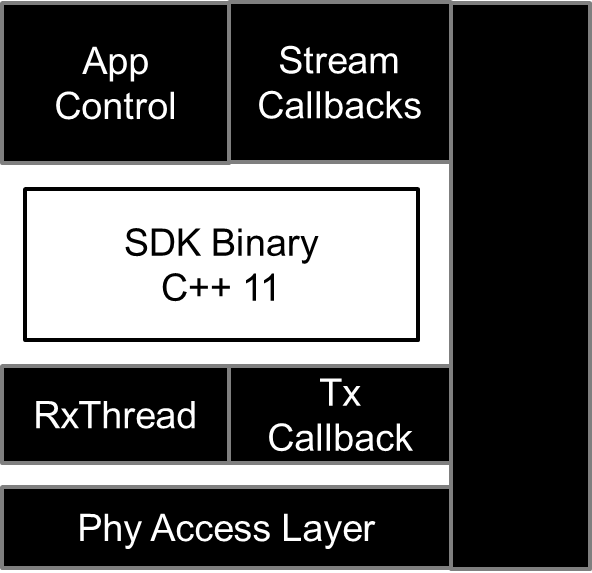 App
Control
Stream
Callbacks
SDK Binary
C++ 11
RxThread
Tx
Callback
Phy Access Layer